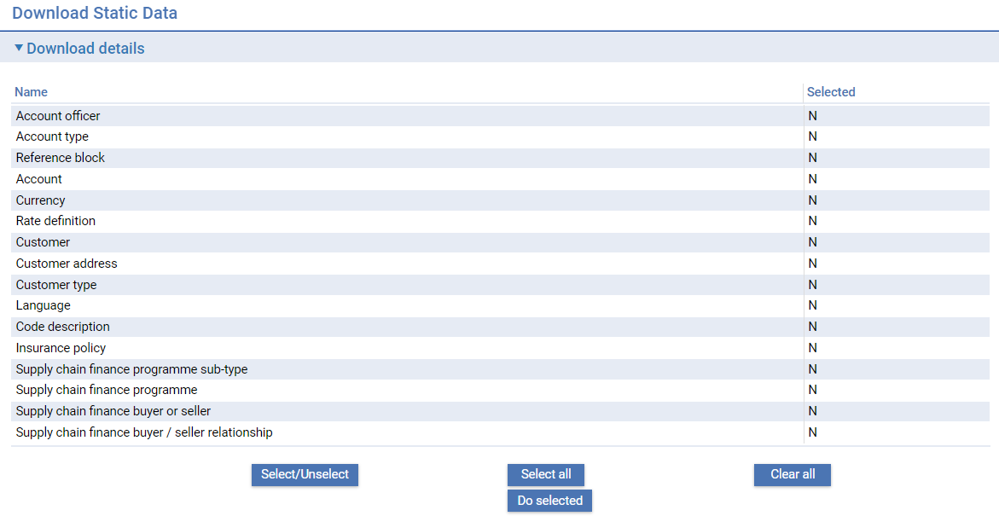 Download Static Data
Download details
Name Selected
Account officer N
Account type N
Reference block N
Account N
Currency N
Rate definition N
Customer N
Customer address N
Customer type N
Language N
Code description N
Insurance policy N
Supply chain finance programme sub-type N
Supply chain finance programme N
Supply chain finance buyer or seller N
Supply chain finance buyer / seller relationship N
Select/Unselect Select all Clear all
Do selected